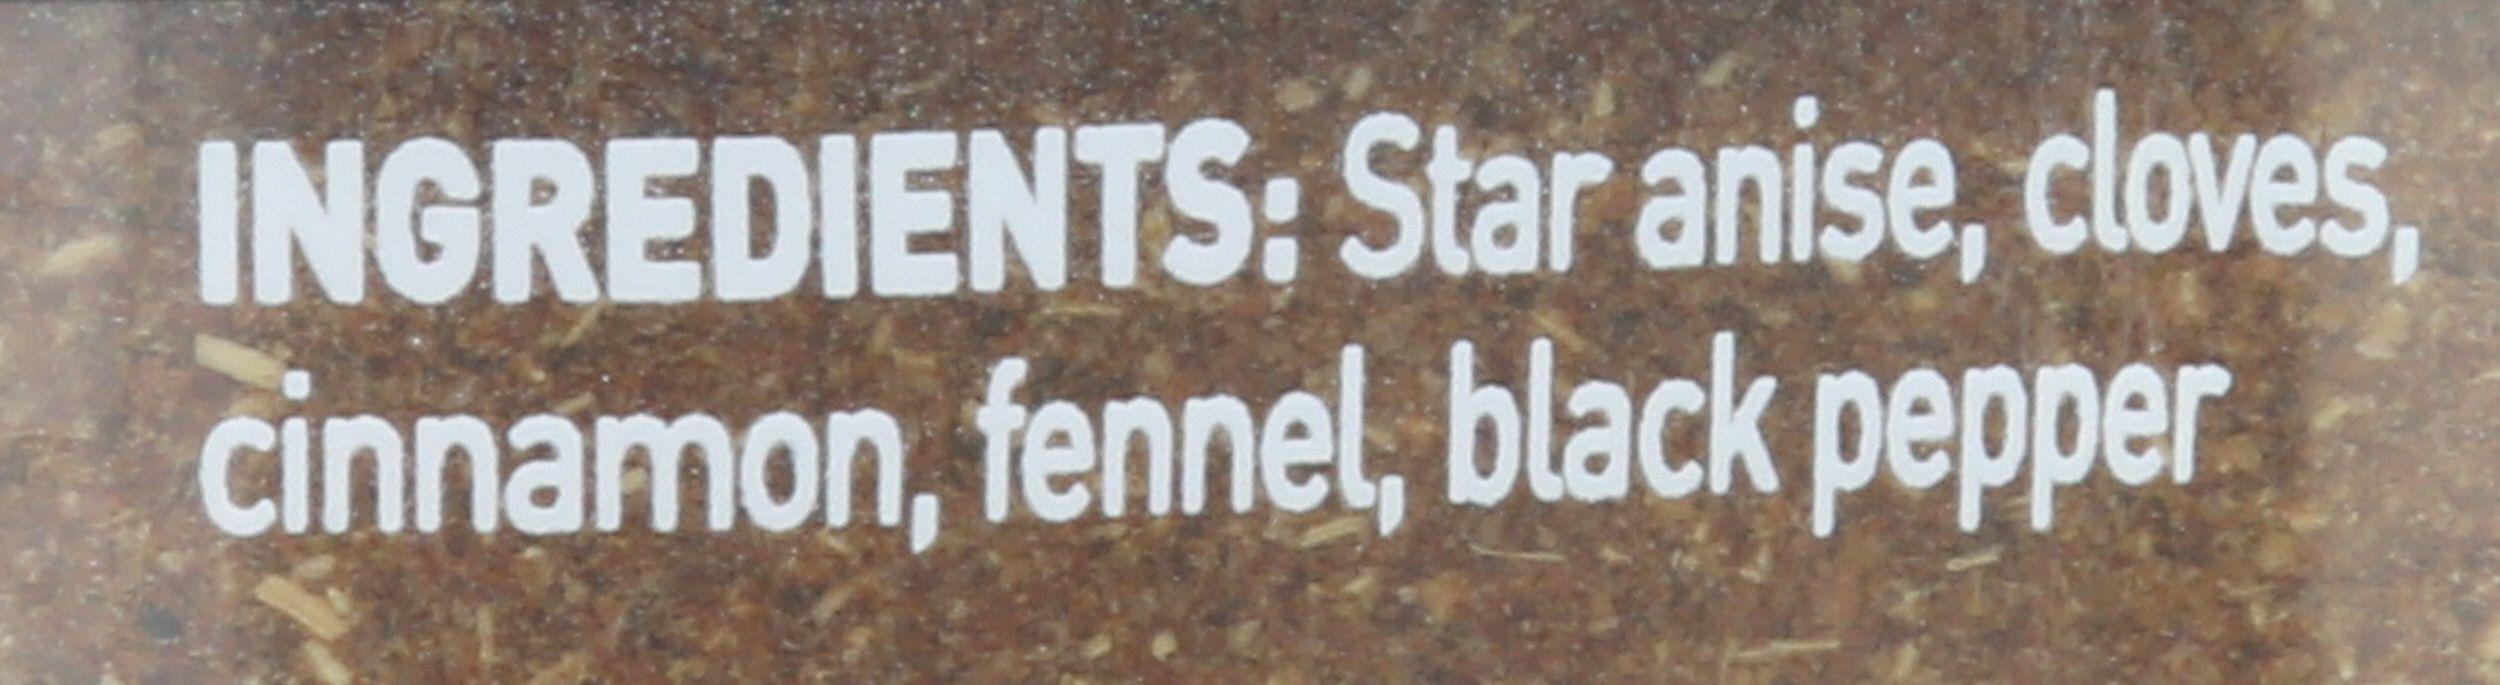 INGREDIENTS: Star anise, cloves,
cinnamon, fennel, black pepper